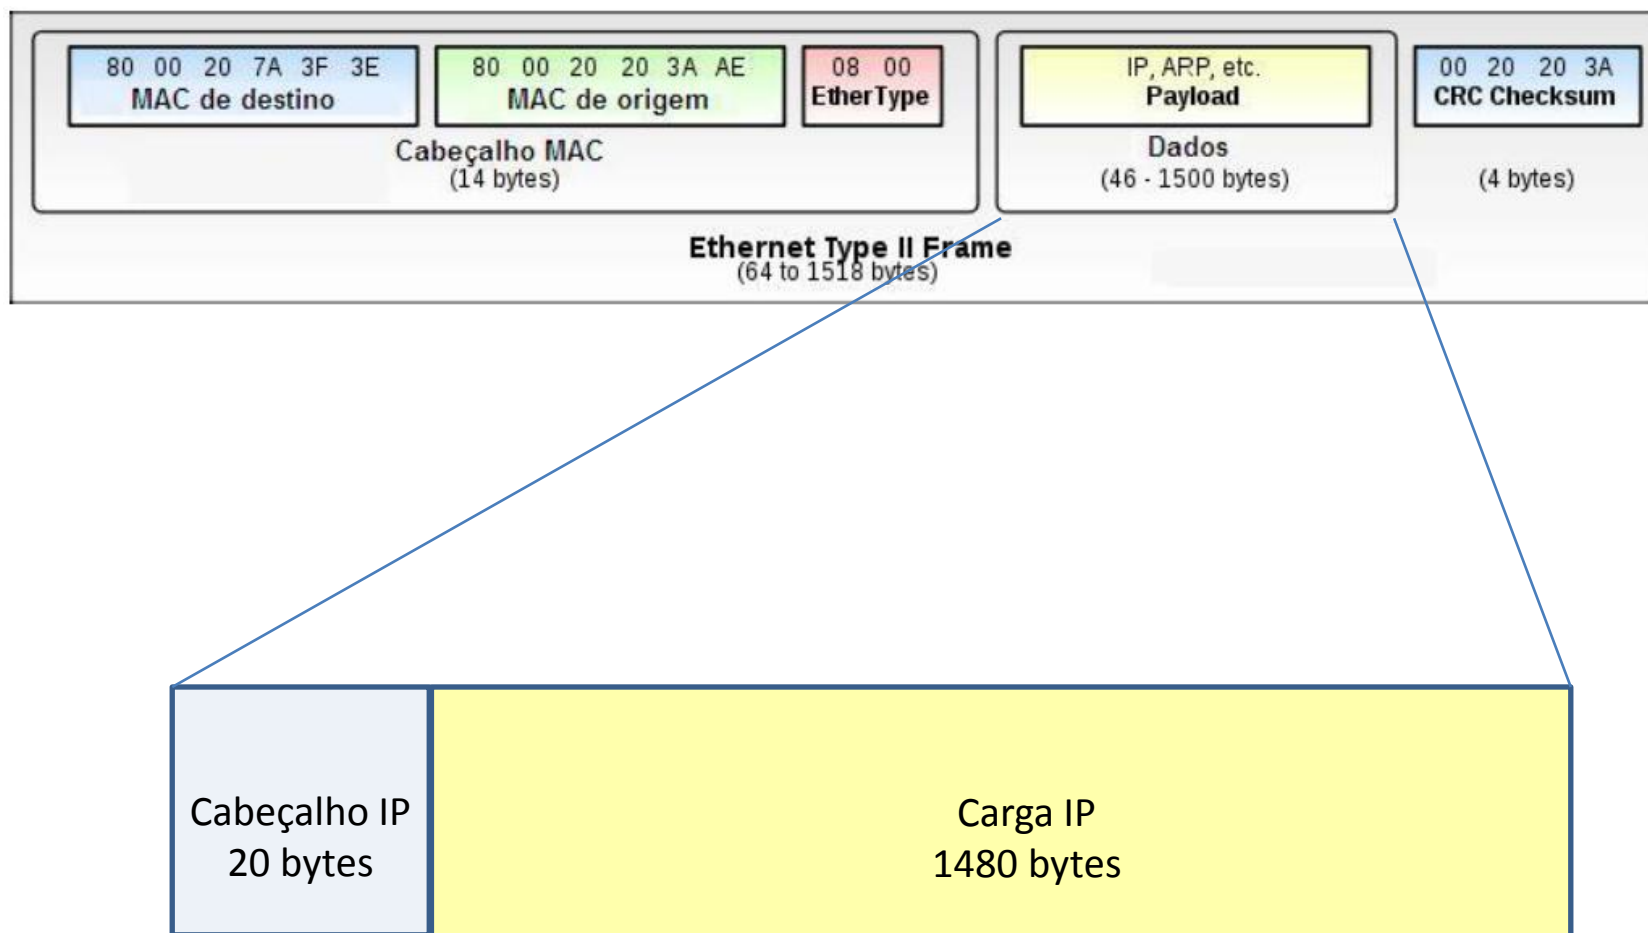 80 00 20 7A 3F 3E
MAC de destino
80 00 20 20 3A AE
MAC de origem
08 00
EtherType
Cabeçalho MAC
(14 bytes)
IP, ARP, etc.
Payload
Dados
(46 - 1500 bytes)
00 20 20 3A
CRC Checksum
(4 bytes)
Ethernet Type II Frame
(64 to 1518 bytes)
Cabeçalho IP
20 bytes
Carga IP
1480 bytes